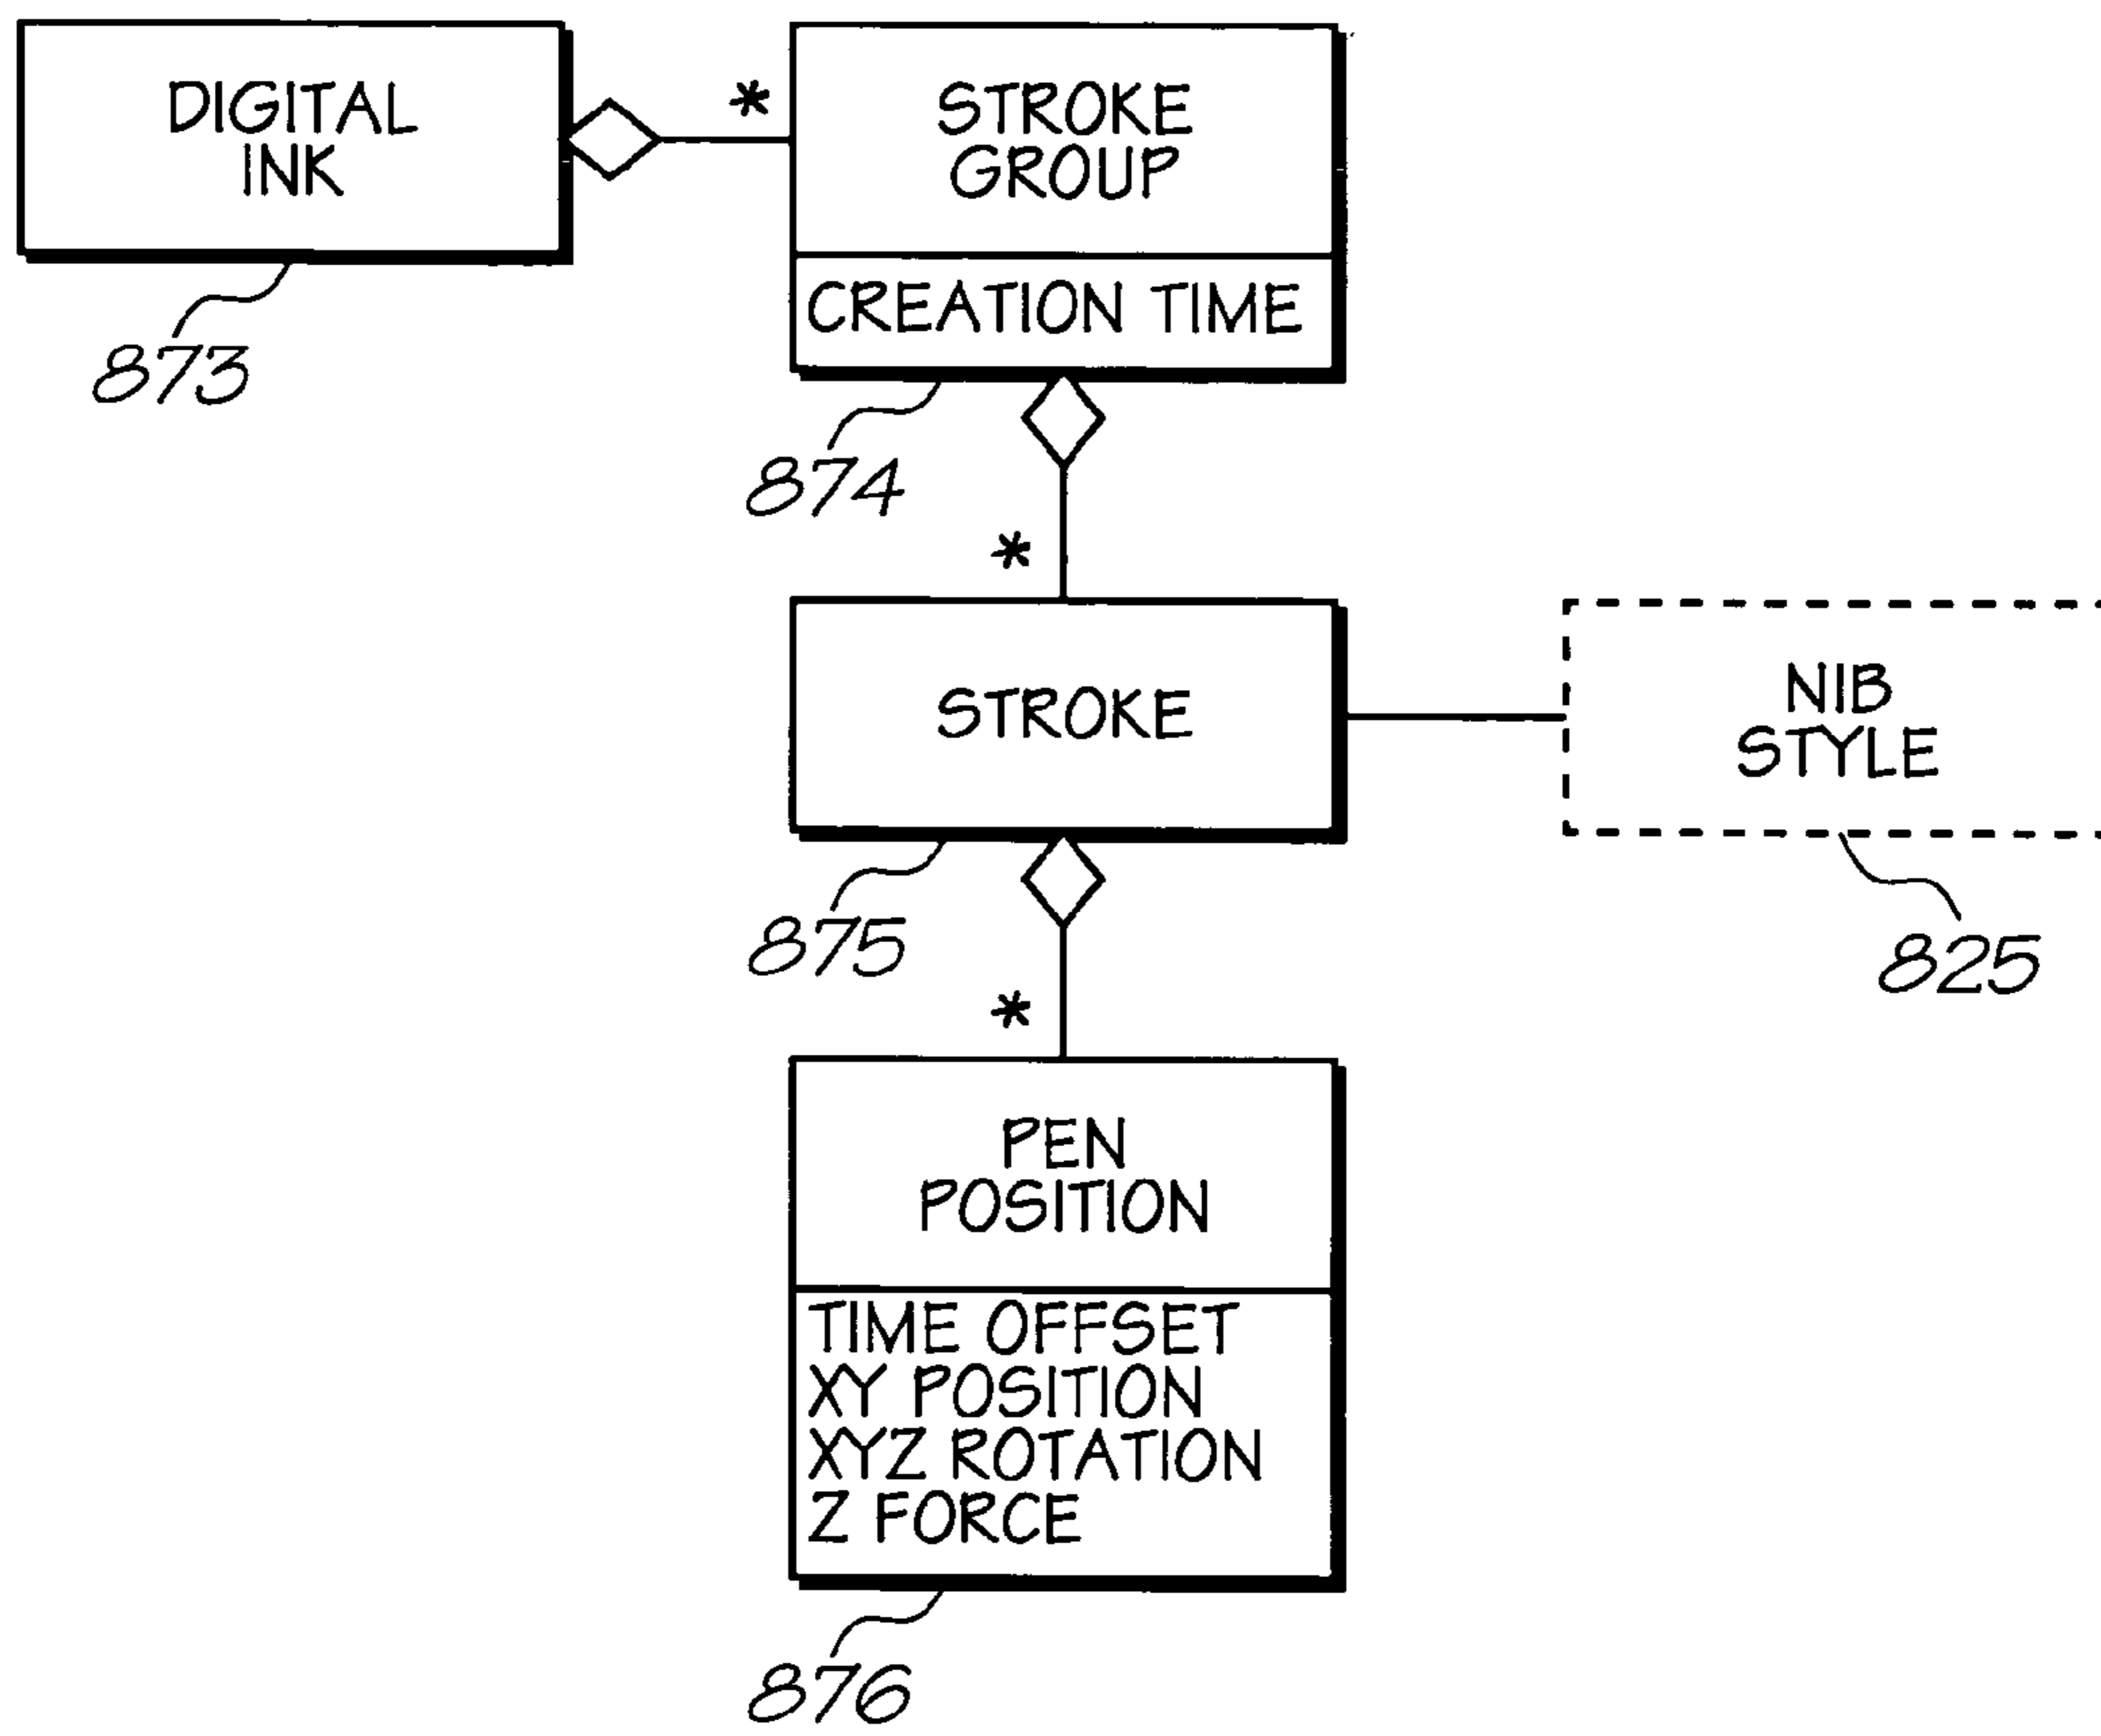 DIGITAL
INK
*
STROKE
GROUP
CREATION TIME
873
874
*
STROKE
NIB
STYLE
875
825
*
PEN
POSITION
TIME OFFSET
XY POSITION
XYZ ROTATION
Z FORCE
876